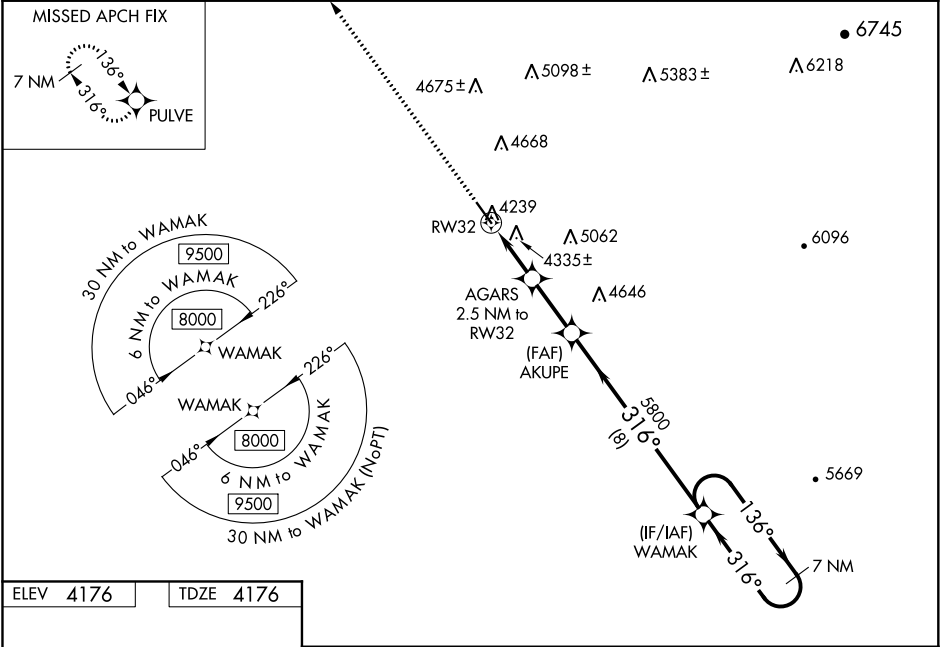 MISSED APCH FIX
136°
7 NM
316°
PULVE
6745
4675±
5098±
5383±
6218
4668
RW32
4239
4335±
5062
6096
AGARS
2.5 NM to
RW32
4646
(FAF)
AKUPE
30 NM to WAMAK
9500
6 NM to WAMAK
8000
226°
046°
WAMAK
226°
WAMAK
046°
8000
6 NM to WAMAK
9500
30 NM to WAMAK (NoPT)
5800
316°
(8)
5669
136°
(IF/IAF)
WAMAK
316°
7 NM
ELEV 4176
TDZE 4176